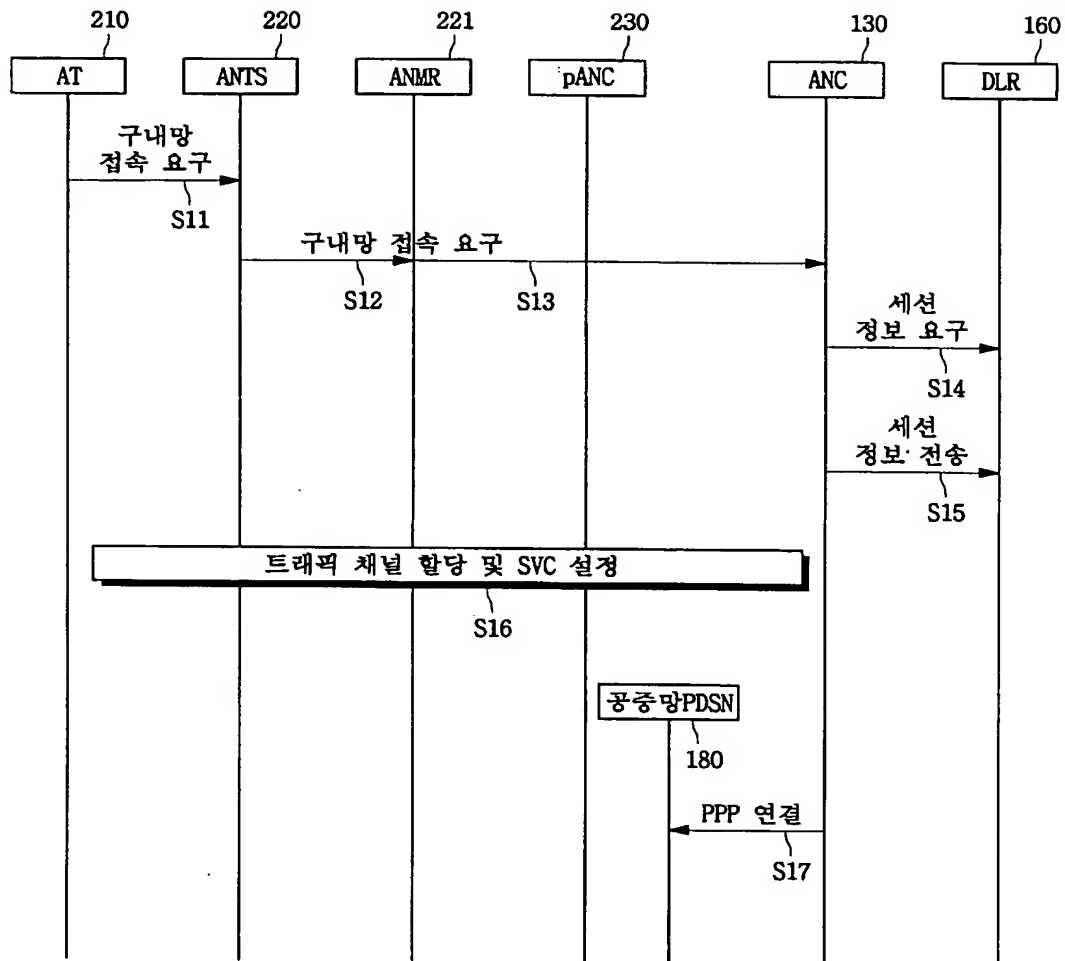 210 220 221 230 130 160
AT ANTS ANMR pANC ANC DLR
구내망
접속 요구
S11
구내망 접속 요구
S12 S13
세션
정보 요구
S14
세션
정보 전송
S15
트래픽 채널 할당 및 SVC 설정
S16
공중망PDSN
180
PPP 연결
S17